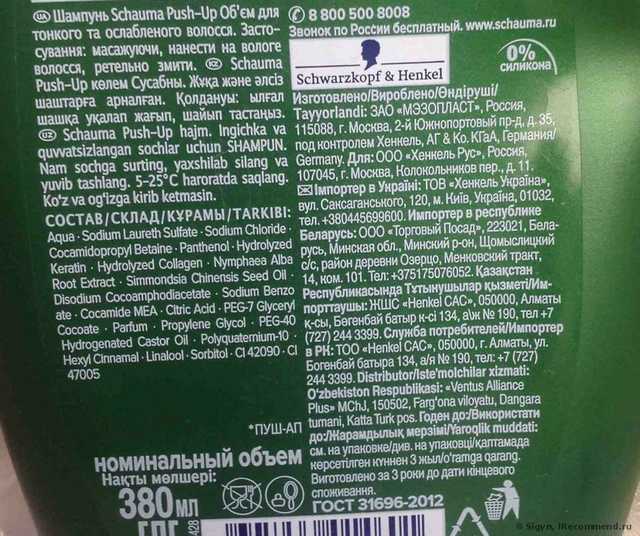 UA Шампунь Schauma Push-Up Об'єм для
тонкого та ослабленого волосся. Засто-
сування: масажуючи, нанести на вологе
волосся, ретельно змити. KZ Schauma
Push-Up көлем Сусабны. Жұқа және әлсіз
шаштарға арналған. Қолдануы: ылғал
шашқа уқалап жағып, шайып тастаңыз.
UZ Schauma Push-Up hajm. Ingichka va
quvvatsizlangan sochlar uchun SHAMPUN.
Nam sochga surting, yaxshilab silang va
yuvib tashlang. 5-25°C haroratda saqlang.
Ko'z va og'izga kirib ketmasin.
СОСТАВ/СКЛАД/ҚҰРАМЫ/TARKIBI:
Aqua · Sodium Laureth Sulfate · Sodium Chloride ·
Cocamidopropyl Betaine · Panthenol · Hydrolyzed
Keratin · Hydrolyzed Collagen · Nymphaea Alba
Root Extract · Simmondsia Chinensis Seed Oil ·
Disodium Cocoamphodiacetate · Sodium Benzo
ate · Cocamide MEA · Citric Acid · PEG-7 Glyceryl
Cocoate · Parfum · Propylene Glycol · PEG-40
Hydrogenated Castor Oil · Polyquaternium-10 ·
Hexyl Cinnamal · Linalool · Sorbitol · CI 42090 · CI
47005
*ПУШ-АП
номинальный объем
Нақты мөлшері:
380 мл
428
8 800 500 8008
Звонок по России бесплатный. www.schauma.ru
Schwarzkopf & Henkel
0%
СИЛИКОНА
Изготовлено/Вироблено/Өндіруші/
Tayyorlandi: ЗАО «МЭЗОПЛАСТ», Россия,
115088, г. Москва, 2-й Южнопортовый пр-д, д. 35,
под контролем Хенкель, АГ & Ко. КГаА, Германия/
Germany. Для: ООО «Хенкель Рус», Россия,
107045, г. Москва, Колокольников пер., д. 11.
Імпортер в Україні: ТОВ «Хенкель Україна»,
вул. Саксаганського, 120, м. Київ, Україна, 01032,
тел. +380445699600. Импортер в республике
Беларусь: ООО «Торговый Посад», 223021, Бела-
русь, Минская обл., Минский р-он, Щомыслицкий
с/с, район деревни Озерцо, Менковский тракт,
14, ком. 101. Тел: +375175076052. Қазақстан
Республикасында Тұтынушылар қызметі/Им-
порттаушы: ЖШС «Henkel САС», 050000, Алматы
қ-сы, Бөгенбай батыр к-сі 134, а/ж № 190, тел +7
(727) 244 3399. Служба потребителей/Импортер
в РН: ТОО «Henkel САС», 050000, г. Алматы, ул.
Богенбай батыра 134, а/я № 190, тел: +7 (727)
244 3399. Distributor/Iste'molchilar xizmati:
O'zbekiston Respublikasi: «Ventus Alliance
Plus» MChJ, 150502, Farg'ona viloyatu, Dangara
tumani, Katta Turk pos. Годен до:/Використати
до:/Жарамдылық мерзімі/Yaroqlik muddati:
см. на упаковке/див. на упаковці/қаптамада
көрсетілген күннен 3 жыл/o'ramga qarang.
Виготовлено за 3 роки до дати кінцевого
споживання.
ГОСТ 31696-2012
© Sigyn, IRecommend.ru